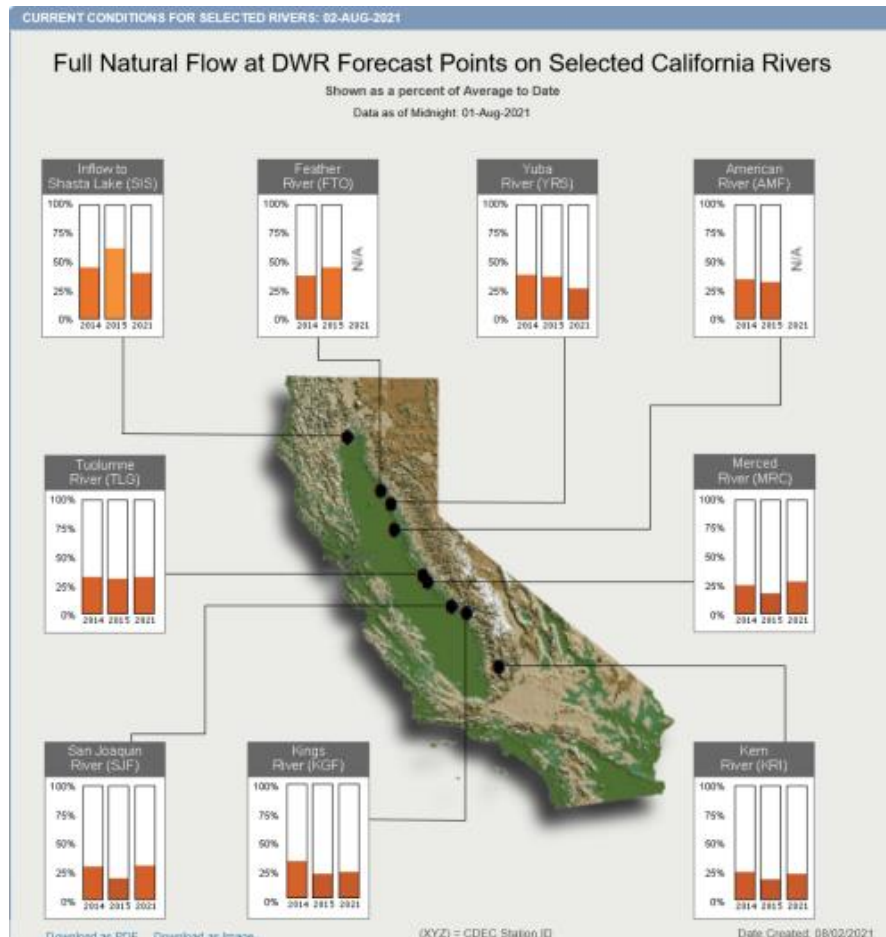 CURRENT CONDITIONS FOR SELECTED RIVERS: 02-AUG-2021
Full Natural Flow at DWR Forecast Points on Selected California Rivers
Shown as a percent of Average to Date
Data as of Midnight: 01-Aug-2021
Inflow to
Shasta Lake (SIS)
100%
75%
50%
25%
0%
2014 2015 2021
Feather
River (FTO)
100%
75%
50%
25%
0%
N/A
2014 2015 2021
Yuba
River (YRS)
100%
75%
50%
25%
0%
2014 2015 2021
American
River (AMF)
100%
75%
50%
25%
0%
N/A
2014 2015 2021
Tuolumne
River (TLG)
100%
75%
50%
25%
0%
2014 2015 2021
Merced
River (MRC)
100%
75%
50%
25%
0%
2014 2015 2021
San Joaquin
River (SJF)
100%
75%
50%
25%
0%
2014 2015 2021
Kings
River (KGF)
100%
75%
50%
25%
0%
2014 2015 2021
Kern
River (KRI)
100%
75%
50%
25%
0%
2014 2015 2021
Download as PDF Download as Image
(XYZ) = CDEC Station ID
Date Created: 08/02/2021